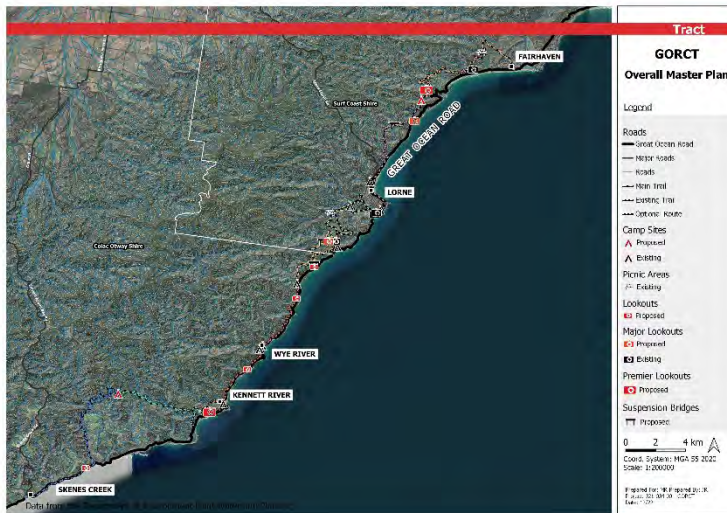 Tract
GORCT
Overall Master Plan
Legend
Roads
Great Ocean Road
Major Roads
Roads
Main Trail
Existing Trail
Optional Route
Camp Sites
Proposed
Existing
Picnic Areas
Existing
Lookouts
Proposed
Major Lookouts
Proposed
Existing
Premier Lookouts
Proposed
Suspension Bridges
Proposed
0 2 4 km
Coord. System: MGA 55 2020
Scale: 1:200000
FAIRHAVEN
Surf Coast Shire
GREAT OCEAN ROAD
LORNE
Colac Otway Shire
WYE RIVER
KENNETT RIVER
SKENES CREEK
Data from